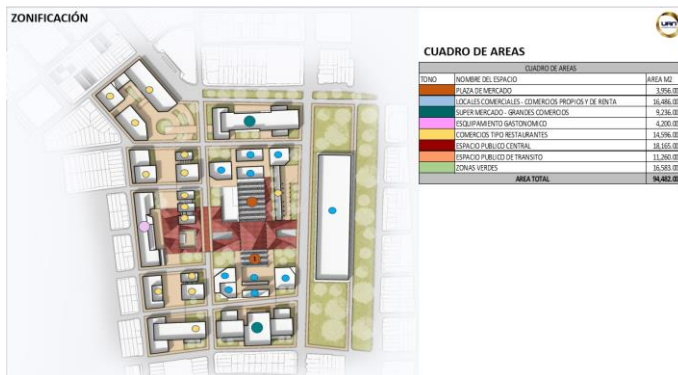 ZONIFICACIÓN
UAN
CUADRO DE AREAS
CUADRO DE AREAS
TONO NOMBRE DEL ESPACIO AREA M2
PLAZA DE MERCADO 3,956.00
LOCALES COMERCIALES - COMERCIOS PROPIOS Y DE RENTA 16,486.00
SUPER MERCADO - GRANDES COMERCIOS 9,236.00
ESQUIPAMIENTO GASTONOMICO 4,200.00
COMERCIOS TIPO RESTAURANTES 14,596.00
ESPACIO PUBLICO CENTRAL 18,165.00
ESPACIO PUBLICO DE TRANSITO 11,260.00
ZONAS VERDES 16,583.00
AREA TOTAL 94,482.00